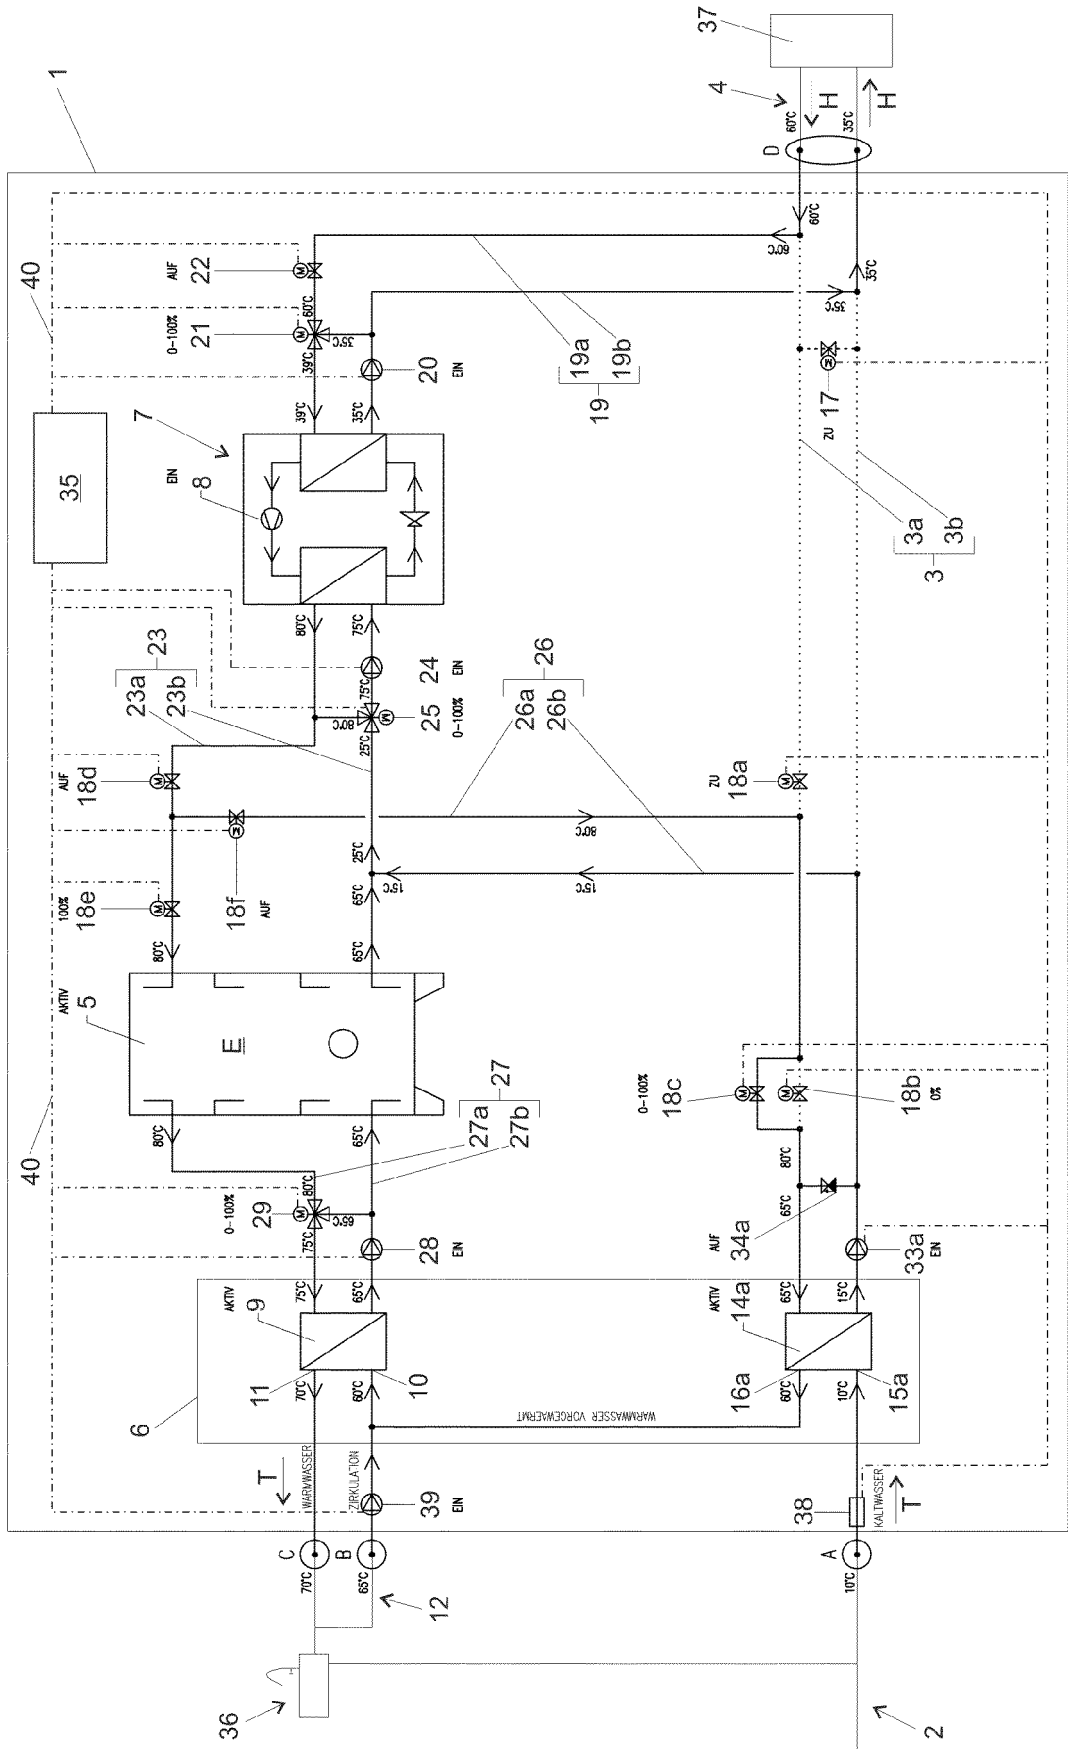 1
37
4
H
H
60°C
35°C
D
60°C
60°C
35°C
35°C
40
AUF
22
0-100%
21
60°C
35°C
39°C
20
EIN
19a
19b
19
17
ZU
39°C
35°C
7
EIN
8
35
3a
3b
3
80°C
75°C
23
23a
23b
24
EIN
75°C
80°C
25
0-100%
25°C
26
26a
26b
AUF
18d
ZU
18a
80°C
18f
AUF
25°C
15°C
15°C
65°C
100%
18e
80°C
65°C
AKTIV
5
E
40
80°C
65°C
27
27a
27b
0-100%
18c
18b
0%
80°C
80°C
0-100%
29
65°C
75°C
28
EIN
65°C
AUF
34a
33a
EIN
75°C
65°C
AKTIV
9
65°C
15°C
AKTIV
14a
11
10
16a
15a
70°C
60°C
60°C
10°C
6
WARMWASSER VORGEWAERMT
T
WARMWASSER
ZIRKULATION
39
EIN
38
KALTWASSER
T
C
B
A
70°C
65°C
10°C
12
36
2